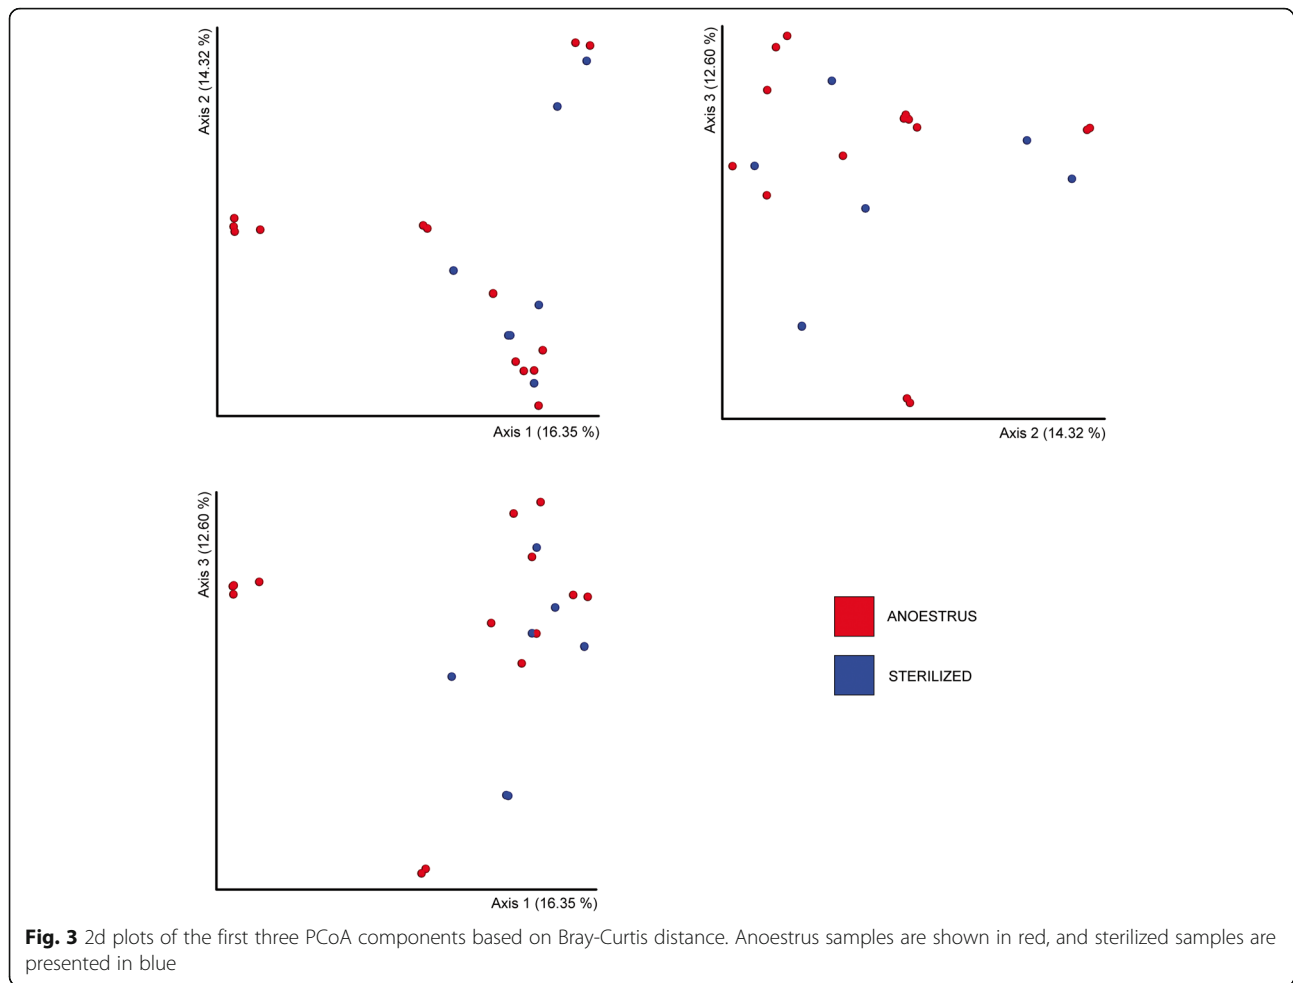 Axis 2 (14.32 %)
Axis 1 (16.35 %)
Axis 3 (12.60 %)
Axis 2 (14.32 %)
Axis 3 (12.60 %)
Axis 1 (16.35 %)
ANOESTRUS
STERILIZED
Fig. 3 2d plots of the first three PCoA components based on Bray-Curtis distance. Anoestrus samples are shown in red, and sterilized samples are
presented in blue